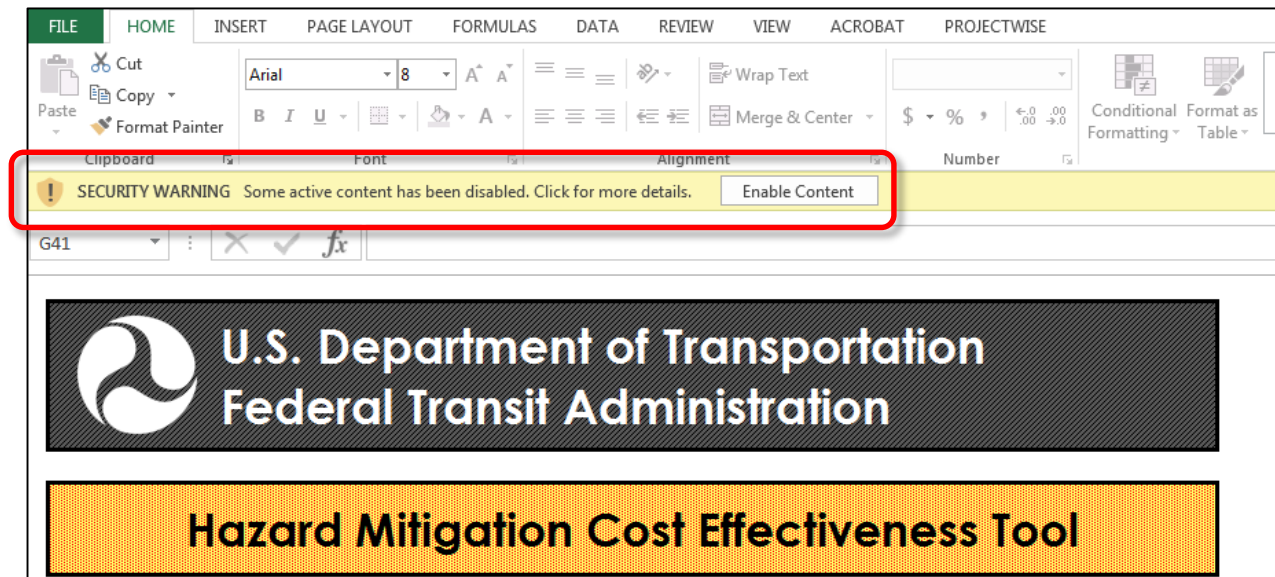 FILE HOME INSERT PAGE LAYOUT FORMULAS DATA REVIEW VIEW ACROBAT PROJECTWISE
Cut
Copy
Format Painter
Paste
Arial 8 A A
B I U A
Wrap Text
Merge & Center
$ % ,
Conditional Formatting
Format as Table
Clipboard Font Alignment Number
SECURITY WARNING Some active content has been disabled. Click for more details. Enable Content
G41 fx
U.S. Department of Transportation
Federal Transit Administration
Hazard Mitigation Cost Effectiveness Tool